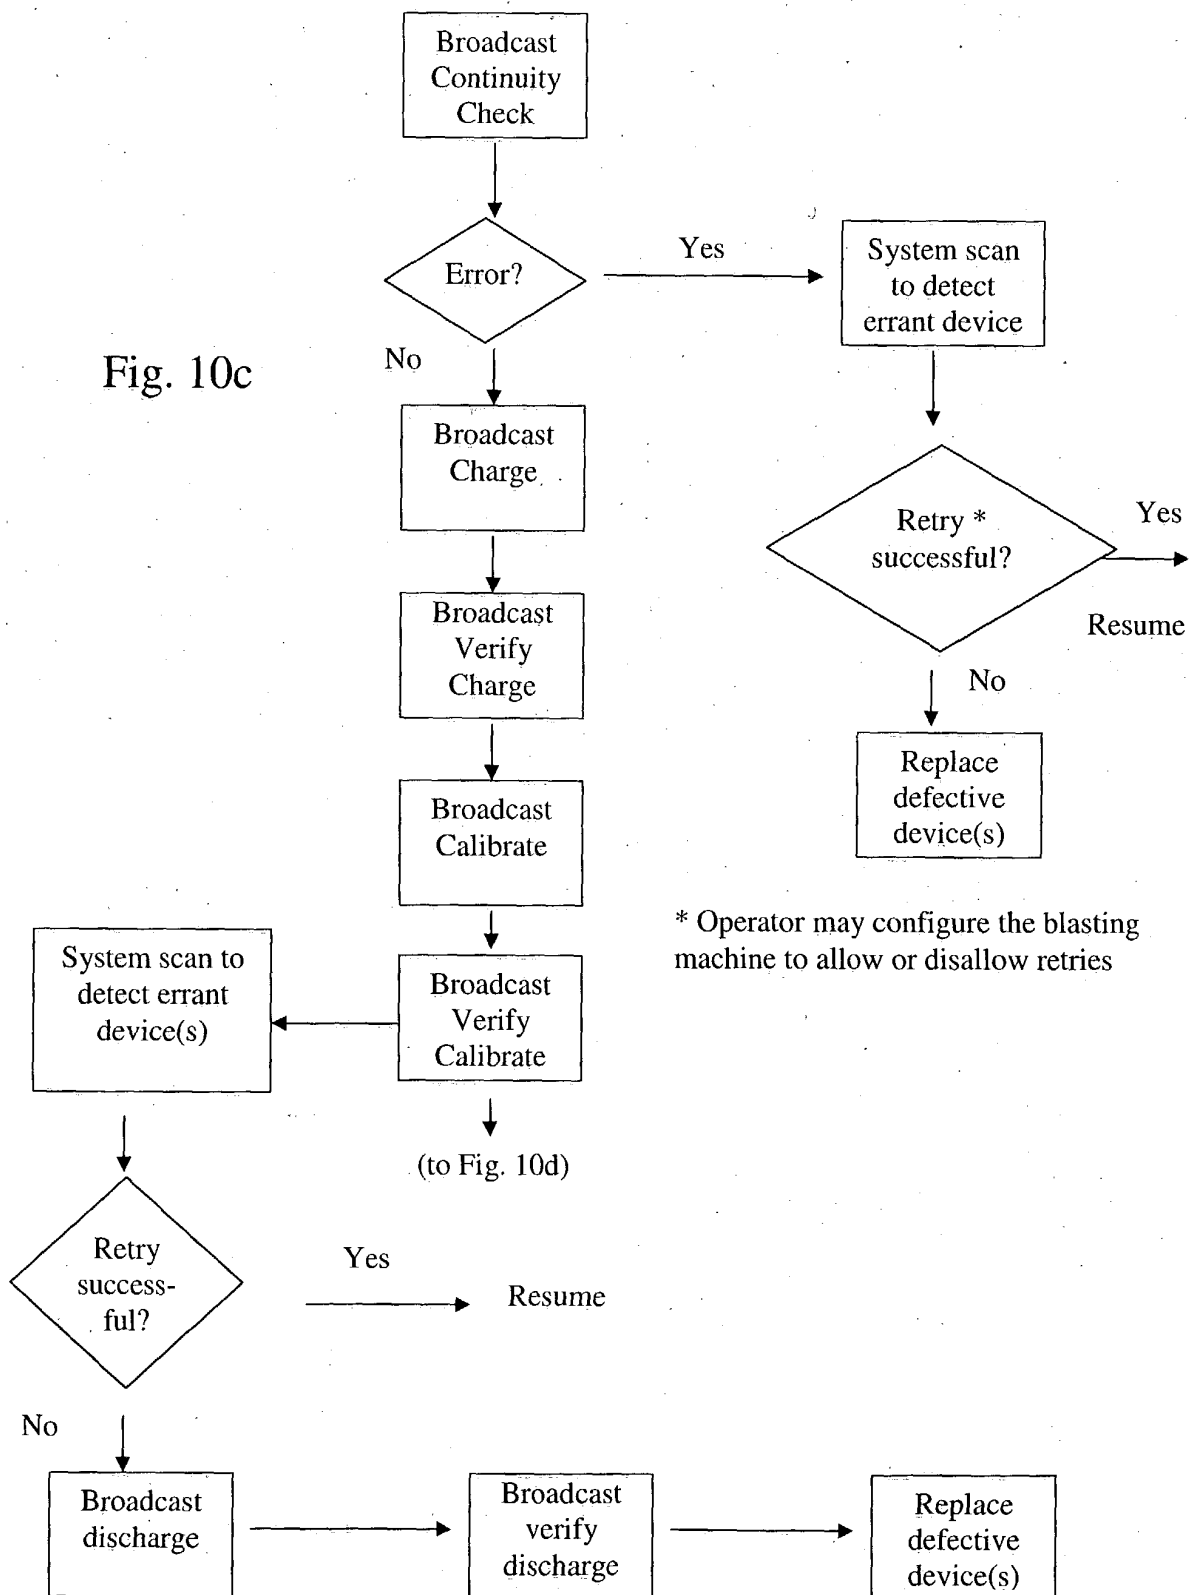 Broadcast
Continuity
Check
Error?
Yes
System scan
to detect
errant device
No
Fig. 10c
Broadcast
Charge
Retry *
successful?
Yes
Resume
Broadcast
Verify
Charge
No
Replace
defective
device(s)
Broadcast
Calibrate
* Operator may configure the blasting
machine to allow or disallow retries
System scan to
detect errant
device(s)
Broadcast
Verify
Calibrate
(to Fig. 10d)
Retry
success-
ful?
Yes
Resume
No
Broadcast
discharge
Broadcast
verify
discharge
Replace
defective
device(s)